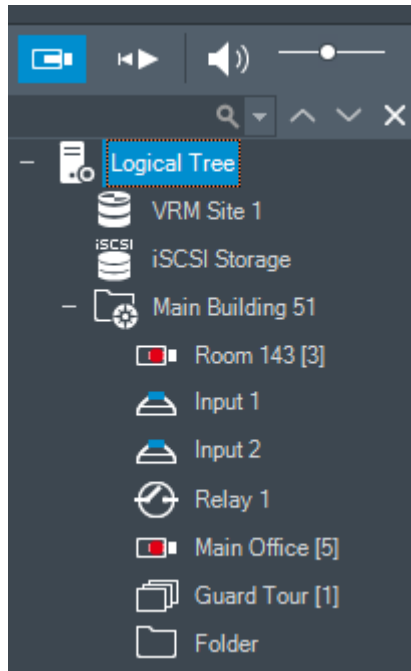 Logical Tree
VRM Site 1
iSCSI
iSCSI Storage
Main Building 51
Room 143 [3]
Input 1
Input 2
Relay 1
Main Office [5]
Guard Tour [1]
Folder